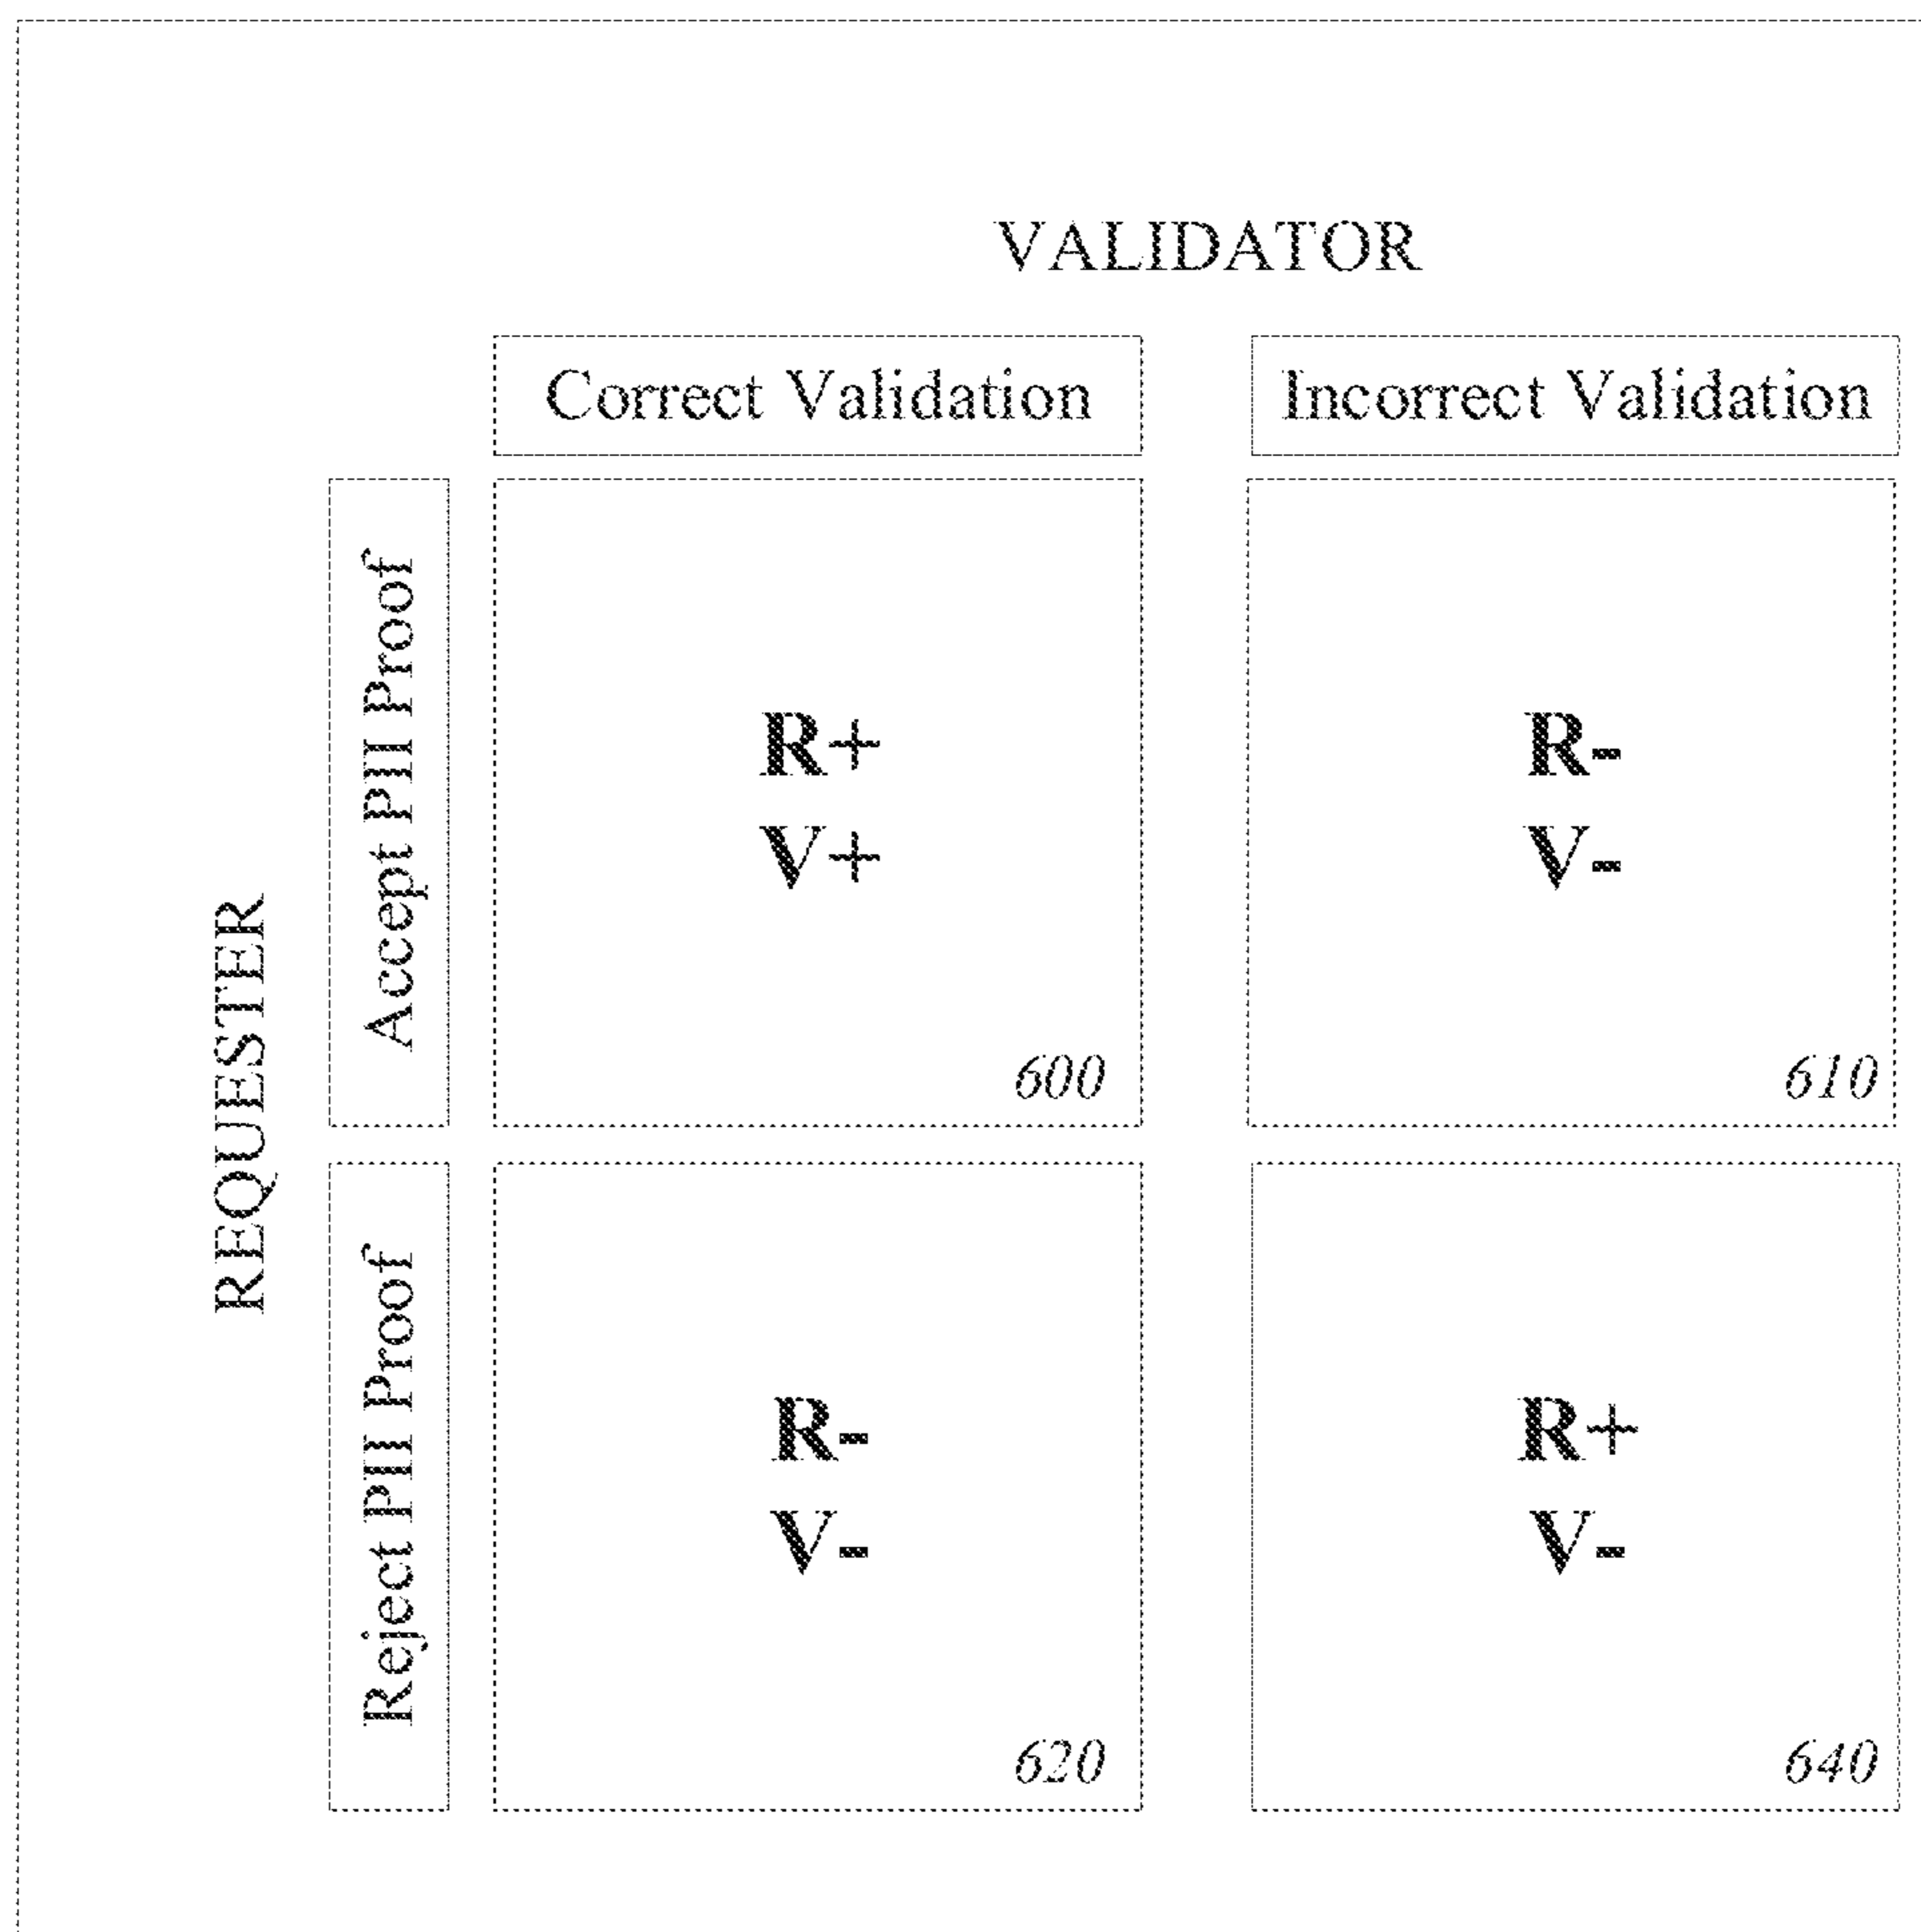 VALIDATOR
Correct Validation
Incorrect Validation
REQUESTER
Accept PII Proof
R+
V+
600
R-
V-
610
Reject PII Proof
R-
V-
620
R+
V-
640